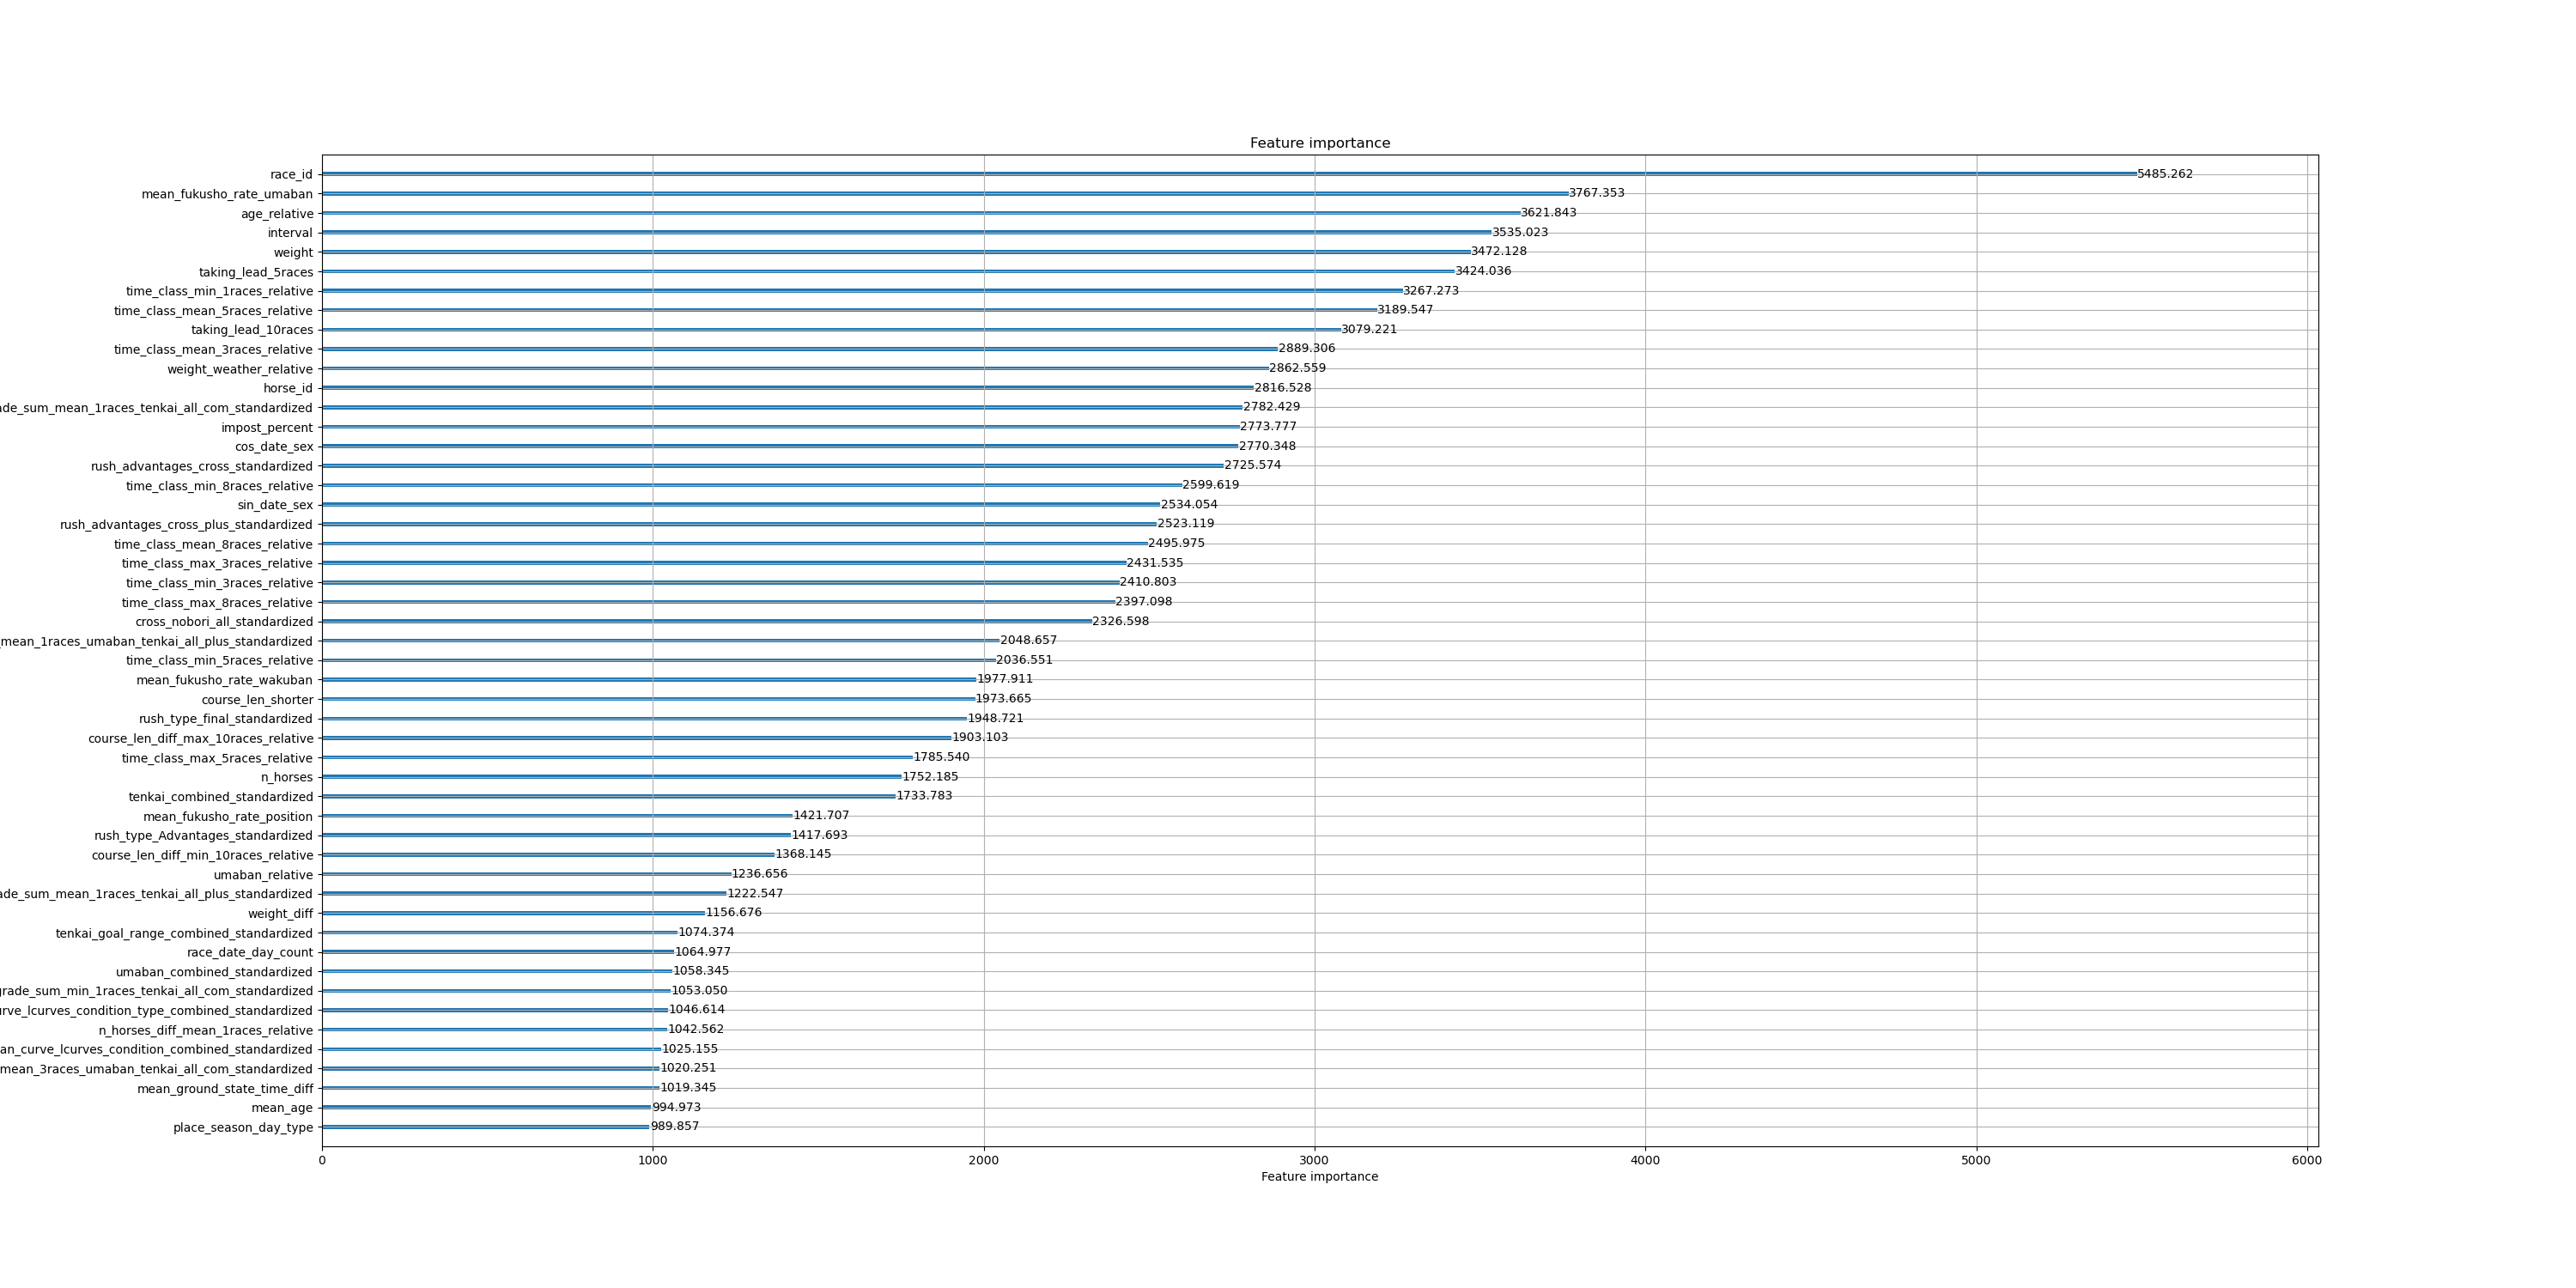 Feature importance
race_id 5485.262
mean_fukusho_rate_umaban 3767.353
age_relative 3621.843
interval 3535.023
weight 3472.128
taking_lead_5races 3424.036
time_class_min_1races_relative 3267.273
time_class_mean_5races_relative 3189.547
taking_lead_10races 3079.221
time_class_mean_3races_relative 2889.306
weight_weather_relative 2862.559
horse_id 2816.528
de_sum_mean_1races_tenkai_all_com_standardized 2782.429
impost_percent 2773.777
cos_date_sex 2770.348
rush_advantages_cross_standardized 2725.574
time_class_min_8races_relative 2599.619
sin_date_sex 2534.054
rush_advantages_cross_plus_standardized 2523.119
time_class_mean_8races_relative 2495.975
time_class_max_3races_relative 2431.535
time_class_min_3races_relative 2410.803
time_class_max_8races_relative 2397.098
cross_nobori_all_standardized 2326.598
mean_1races_umaban_tenkai_all_plus_standardized 2048.657
time_class_min_5races_relative 2036.551
mean_fukusho_rate_wakuban 1977.911
course_len_shorter 1973.665
rush_type_final_standardized 1948.721
course_len_diff_max_10races_relative 1903.103
time_class_max_5races_relative 1785.540
n_horses 1752.185
tenkai_combined_standardized 1733.783
mean_fukusho_rate_position 1421.707
rush_type_Advantages_standardized 1417.693
course_len_diff_min_10races_relative 1368.145
umaban_relative 1236.656
de_sum_mean_1races_tenkai_all_plus_standardized 1222.547
weight_diff 1156.676
tenkai_goal_range_combined_standardized 1074.374
race_date_day_count 1064.977
umaban_combined_standardized 1058.345
rade_sum_min_1races_tenkai_all_com_standardized 1053.050
rve_lcurves_condition_type_combined_standardized 1046.614
n_horses_diff_mean_1races_relative 1042.562
an_curve_lcurves_condition_combined_standardized 1025.155
mean_3races_umaban_tenkai_all_com_standardized 1020.251
mean_ground_state_time_diff 1019.345
mean_age 994.973
place_season_day_type 989.857
0 1000 2000 3000 4000 5000 6000
Feature importance